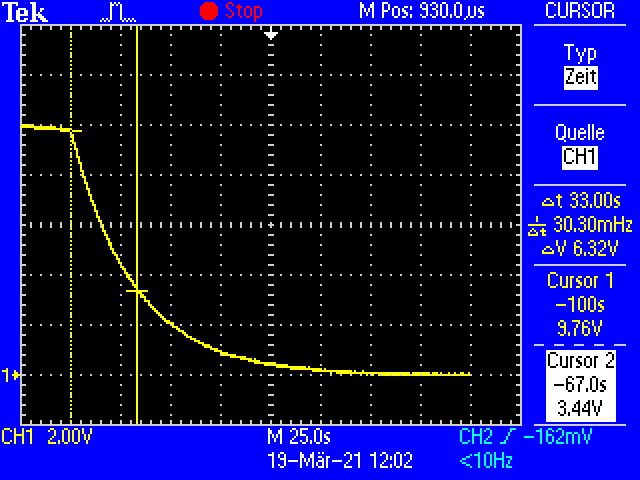 Tek Stop M Pos: 930.0µs CURSOR
Typ
Zeit
Quelle
CH1
Δt 33.00s
1/Δt 30.30mHz
ΔV 6.32V
Cursor 1
-100s
9.76V
Cursor 2
-67.0s
3.44V
1
CH1 2.00V M 25.0s CH2 -162mV
19-Mär-21 12:02 <10Hz